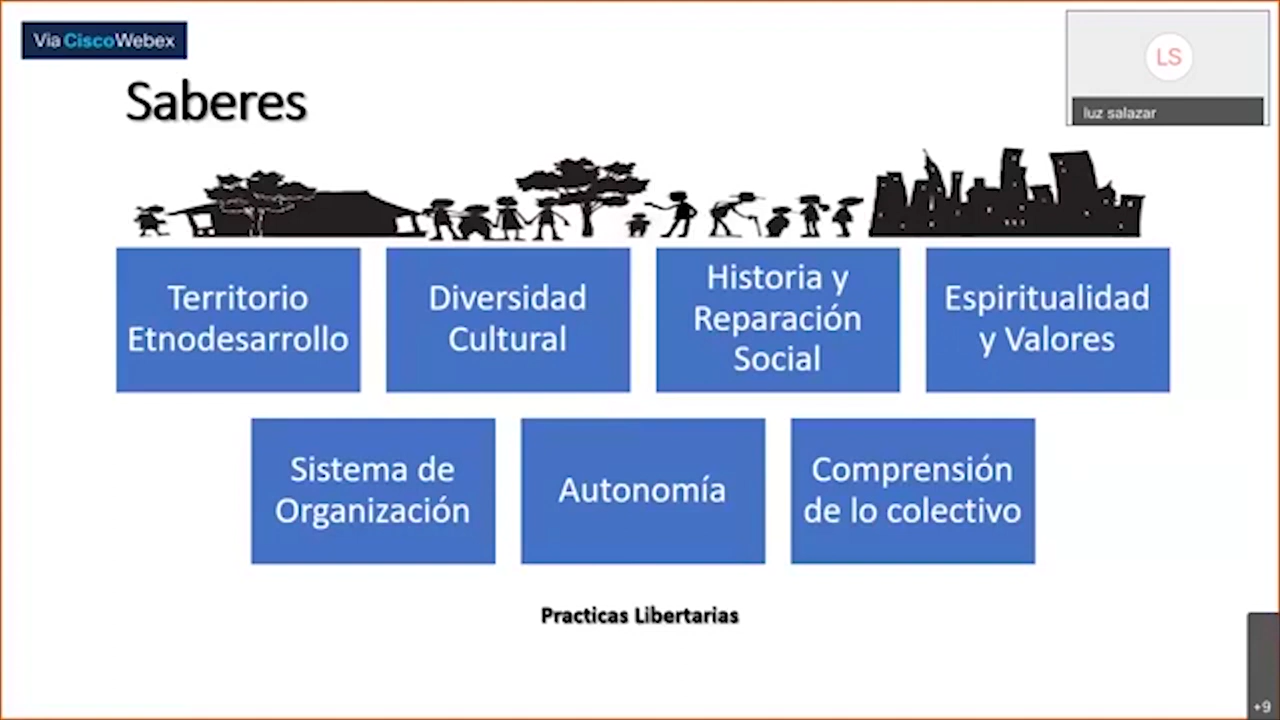 Via CiscoWebex
LS
luz salazar
Saberes
Territorio
Etnodesarrollo
Diversidad
Cultural
Historia y
Reparación
Social
Espiritualidad
y Valores
Sistema de
Organización
Autonomía
Comprensión
de lo colectivo
Practicas Libertarias
+9